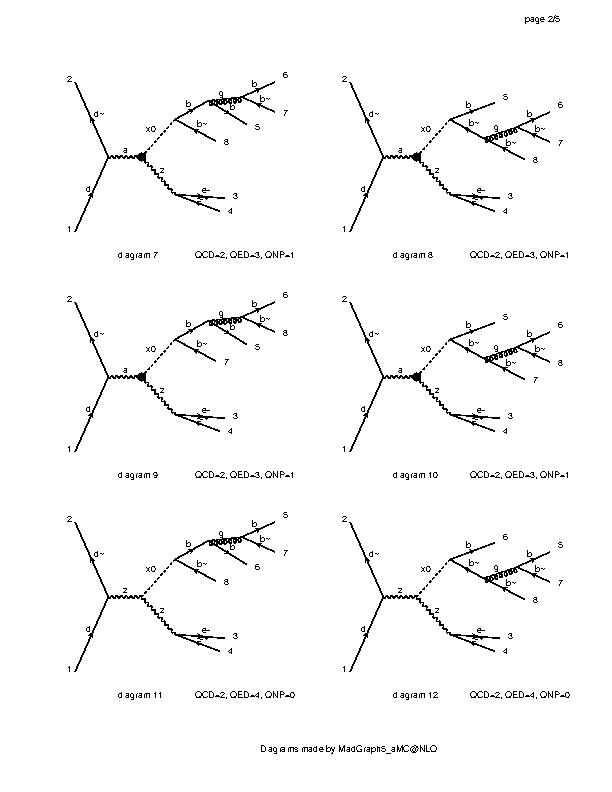 page 2/5
2 d~ d 1 a x0 z b g b b b~ 6 7 5 b~ 8 e- 3 4
diagram 7 QCD=2, QED=3, QNP=1
2 d~ d 1 a x0 z b 5 b~ g b b~ 6 7 8 e- 3 4
diagram 8 QCD=2, QED=3, QNP=1
2 d~ d 1 a x0 z b g b b b~ 6 8 5 b~ 7 e- 3 4
diagram 9 QCD=2, QED=3, QNP=1
2 d~ d 1 a x0 z b 5 b~ g b b~ 6 8 7 e- 3 4
diagram 10 QCD=2, QED=3, QNP=1
2 d~ d 1 z x0 z b g b b b~ 5 7 6 b~ 8 e- 3 4
diagram 11 QCD=2, QED=4, QNP=0
2 d~ d 1 z x0 z b 6 b~ g b b~ 5 7 8 e- 3 4
diagram 12 QCD=2, QED=4, QNP=0
Diagrams made by MadGraph5_aMC@NLO